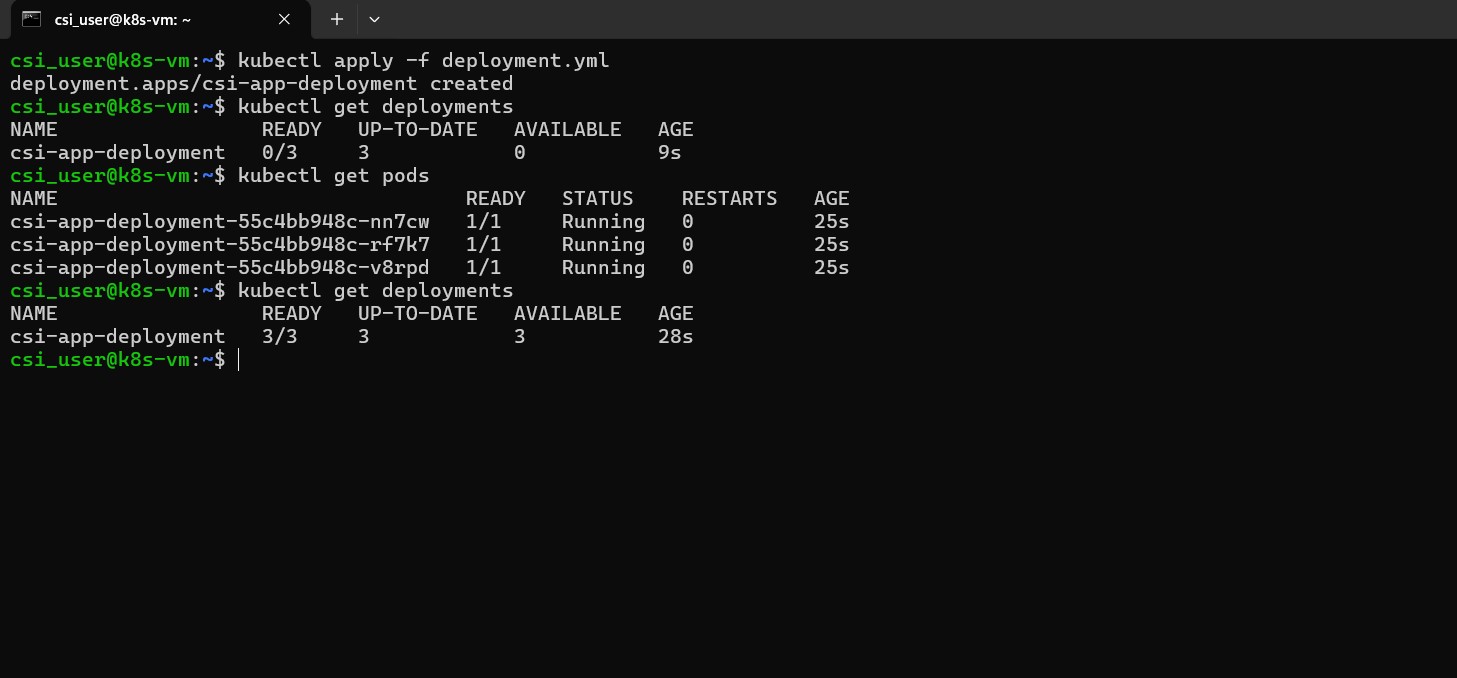 csi_user@k8s-vm: ~
csi_user@k8s-vm:~$ kubectl apply -f deployment.yml
deployment.apps/csi-app-deployment created
csi_user@k8s-vm:~$ kubectl get deployments
NAME                 READY   UP-TO-DATE   AVAILABLE   AGE
csi-app-deployment   0/3     3            0           9s
csi_user@k8s-vm:~$ kubectl get pods
NAME                                  READY   STATUS    RESTARTS   AGE
csi-app-deployment-55c4bb948c-nn7cw   1/1     Running   0          25s
csi-app-deployment-55c4bb948c-rf7k7   1/1     Running   0          25s
csi-app-deployment-55c4bb948c-v8rpd   1/1     Running   0          25s
csi_user@k8s-vm:~$ kubectl get deployments
NAME                 READY   UP-TO-DATE   AVAILABLE   AGE
csi-app-deployment   3/3     3            3           28s
csi_user@k8s-vm:~$